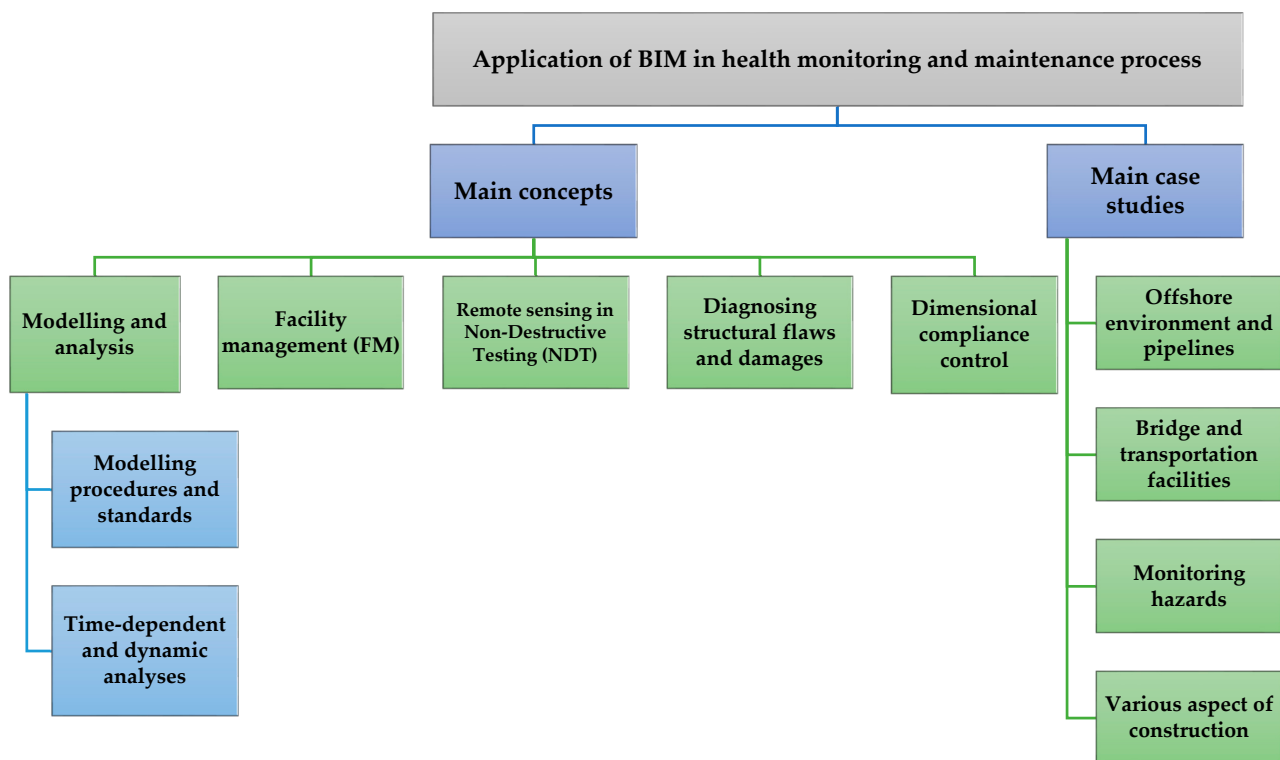 Application of BIM in health monitoring and maintenance process
Main concepts
Main case
studies
Modelling and
analysis
Facility
management (FM)
Remote sensing in
Non-Destructive
Testing (NDT)
Diagnosing
structural flaws
and damages
Dimensional
compliance
control
Modelling
procedures and
standards
Time-dependent
and dynamic
analyses
Offshore
environment and
pipelines
Bridge and
transportation
facilities
Monitoring
hazards
Various aspect of
construction